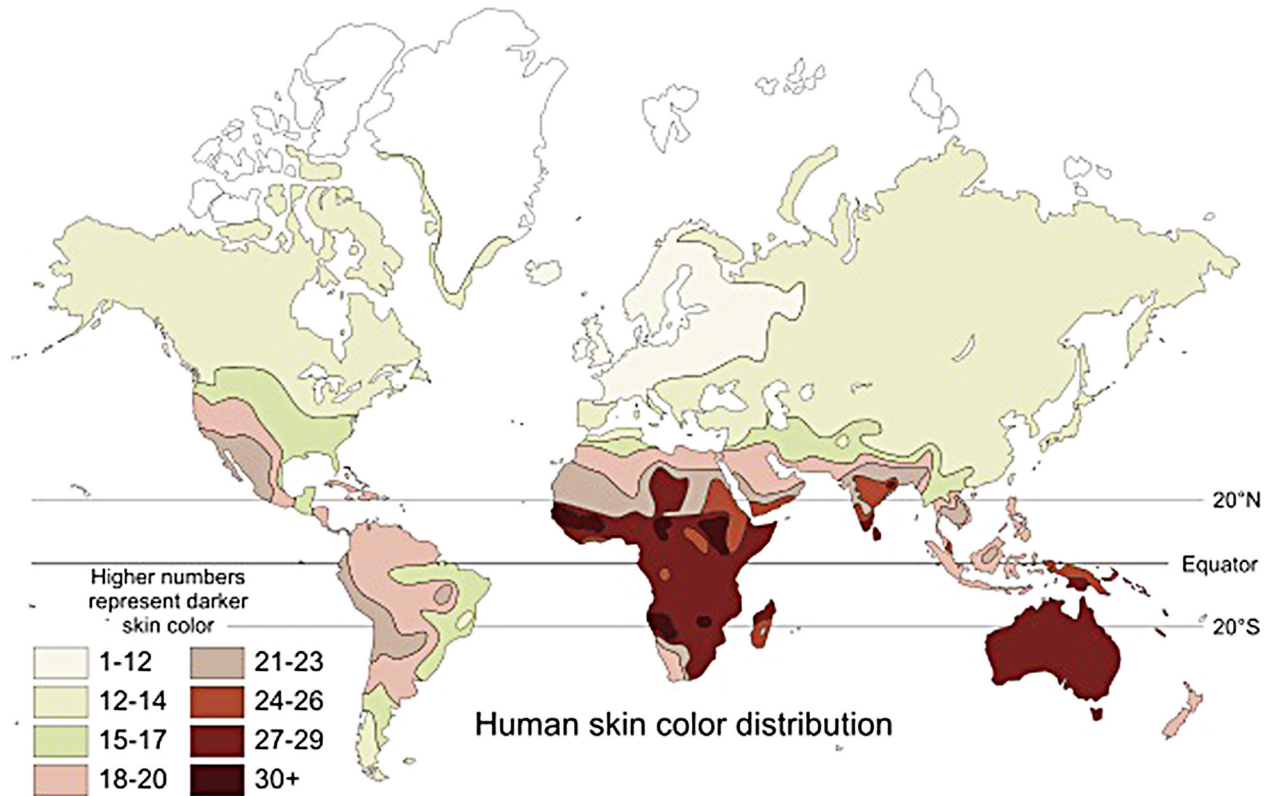 20°N
Equator
Higher numbers
represent darker
skin color
20°S
1-12
12-14
15-17
18-20
21-23
24-26
27-29
30+
Human skin color distribution